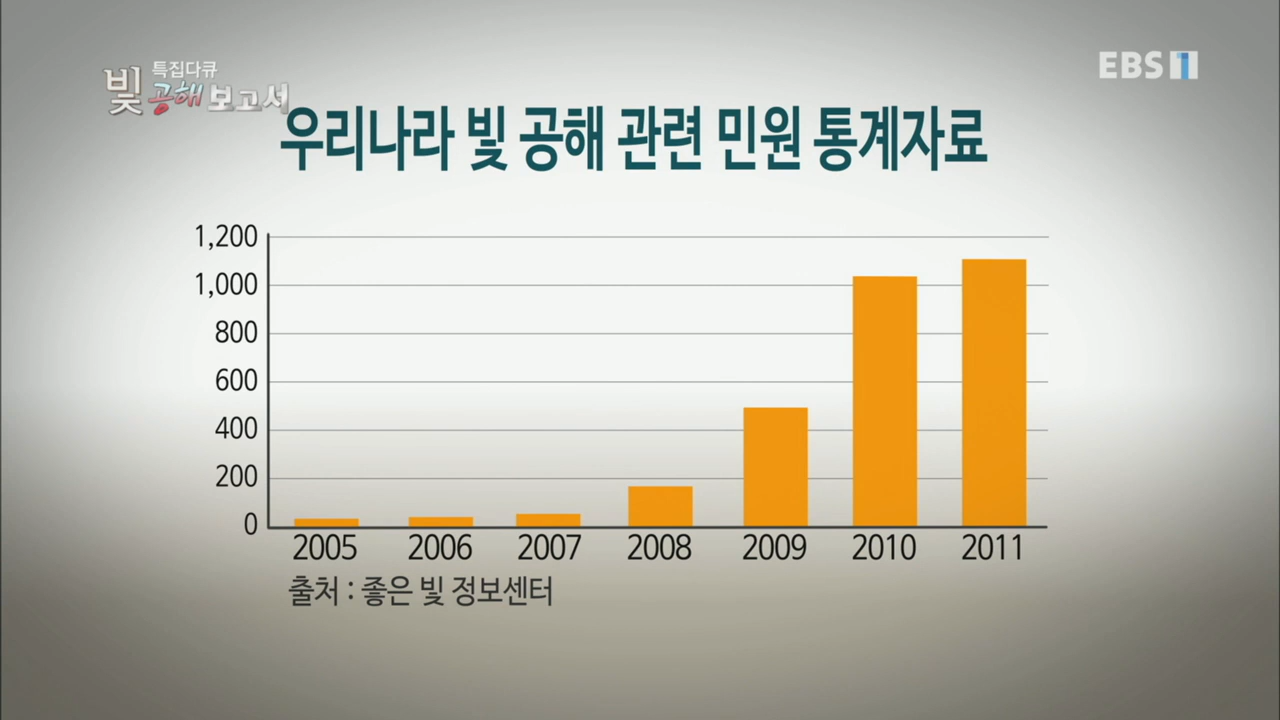 특집다큐
빛 공해 보고서
EBS 1
우리나라 빛 공해 관련 민원 통계자료
1,200
1,000
800
600
400
200
0
2005 2006 2007 2008 2009 2010 2011
출처 : 좋은 빛 정보센터